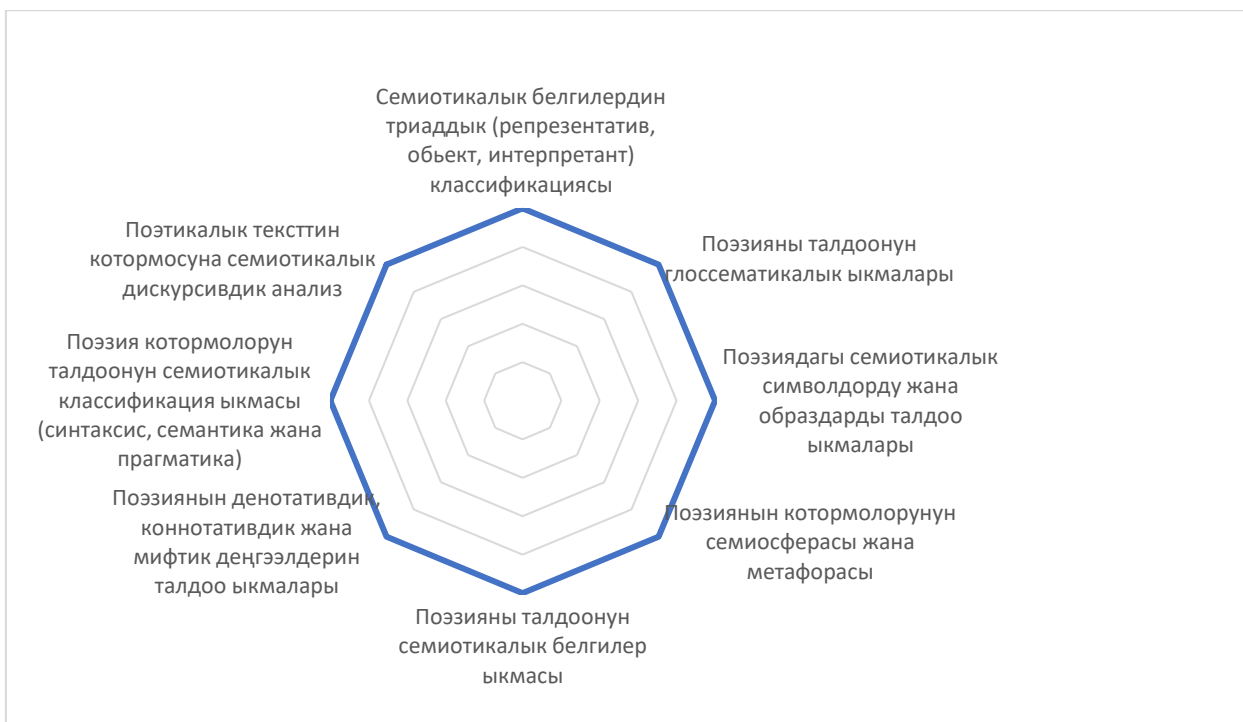 Семиотикалык белгилердин
триаддык (репрезентатив,
обьект, интерпретант)
классификациясы
Поэзияны талдоонун
глоссематикалык ыкмалары
Поэзиядагы семиотикалык
символдорду жана
образдарды талдоо
ыкмалары
Поэзиянын котормолорунун
семиосферасы жана
метафорасы
Поэзияны талдоонун
семиотикалык белгилер
ыкмасы
Поэзиянын денотативдик,
коннотативдик жана
мифтик деңгээлдерин
талдоо ыкмалары
Поэзия котормолорун
талдоонун семиотикалык
классификация ыкмасы
(синтаксис, семантика жана
прагматика)
Поэтикалык тексттин
котормосуна семиотикалык
дискурсивдик анализ